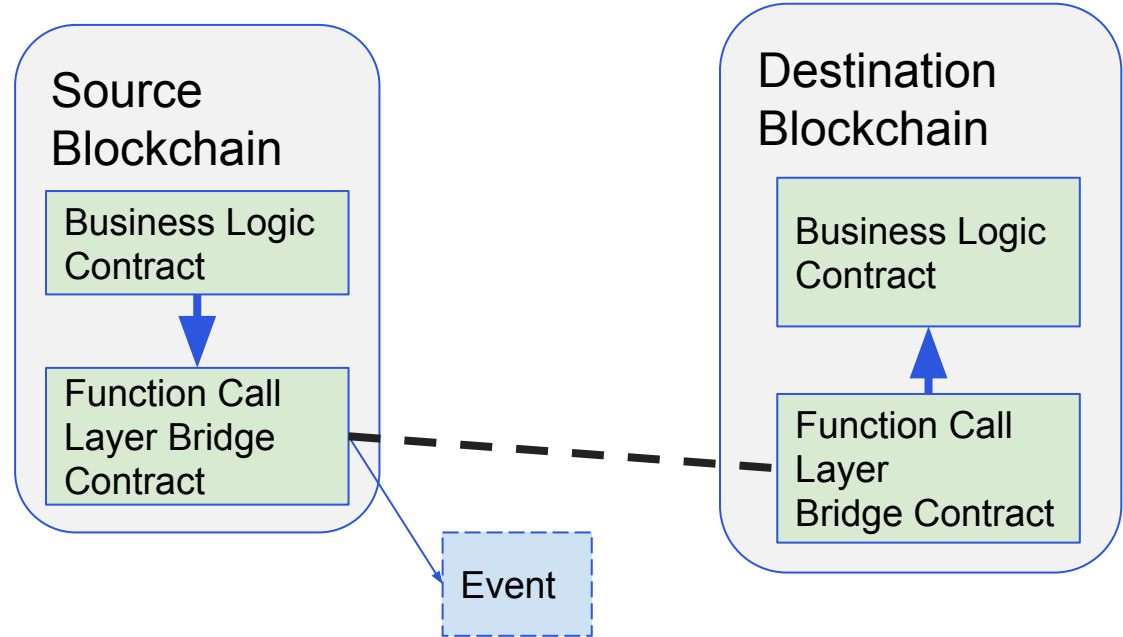 Source
Blockchain
Business Logic
Contract
Function Call
Layer Bridge
Contract
Event
Destination
Blockchain
Business Logic
Contract
Function Call
Layer
Bridge Contract